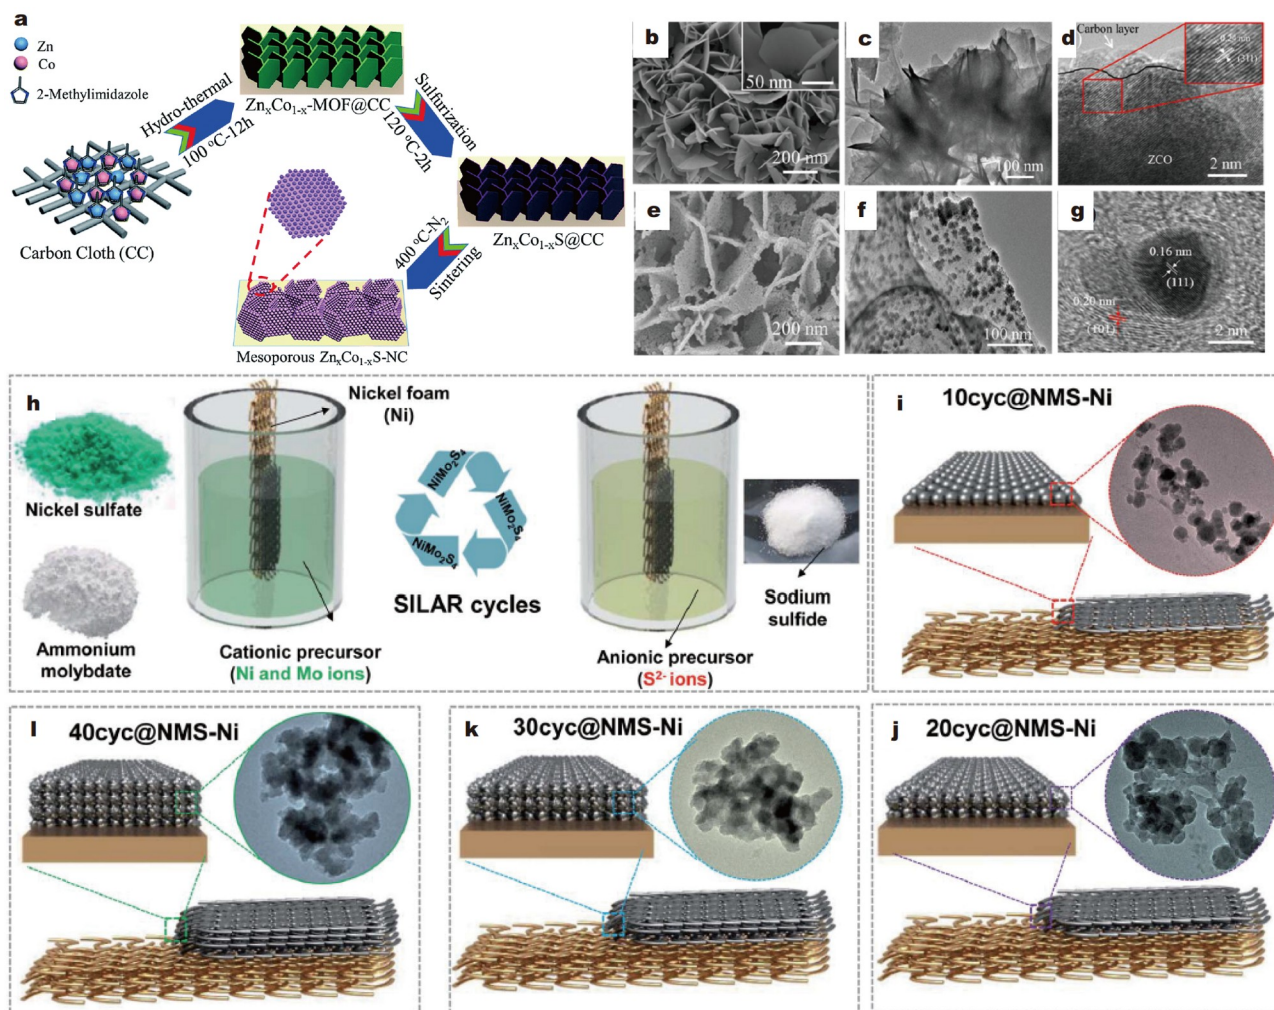 a
Zn
Co
2-Methylimidazole
Hydro-thermal
100 ºC-12h
ZnₓCo₁₋ₓ-MOF@CC
Sulfurization
120 ºC-2h
Carbon Cloth (CC)
ZnₓCo₁₋ₓS@CC
400 ºC-N₂
Sintering
Mesoporous ZnₓCo₁₋ₓS-NC
b
50 nm
200 nm
c
100 nm
d
Carbon layer
(311)
ZCO
2 nm
e
200 nm
f
100 nm
g
0.16 nm
(111)
0.20 nm
(101)
2 nm
h
Nickel sulfate
Ammonium
molybdate
Nickel foam
(Ni)
Cationic precursor
(Ni and Mo ions)
NiMo₂S₄
NiMo₂S₄
NiMo₂S₄
SILAR cycles
Anionic precursor
(S²⁻ ions)
Sodium
sulfide
i
10cyc@NMS-Ni
l
40cyc@NMS-Ni
k
30cyc@NMS-Ni
j
20cyc@NMS-Ni